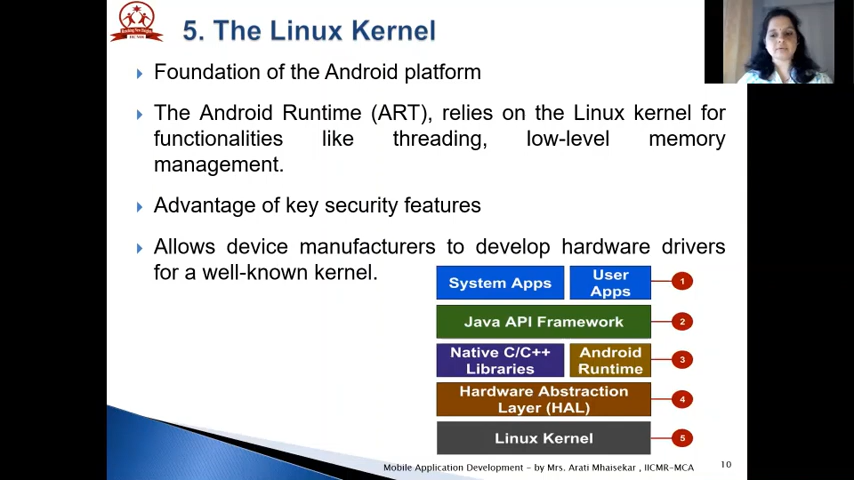 5. The Linux Kernel
Foundation of the Android platform
The Android Runtime (ART), relies on the Linux kernel for
functionalities like threading, low-level memory
management.
Advantage of key security features
Allows device manufacturers to develop hardware drivers
for a well-known kernel.
System Apps
User
Apps
1
Java API Framework
2
Native C/C++
Libraries
Android
Runtime
3
Hardware Abstraction
Layer (HAL)
4
Linux Kernel
5
Mobile Application Development – by Mrs. Arati Mhaisekar , IICMR-MCA
10